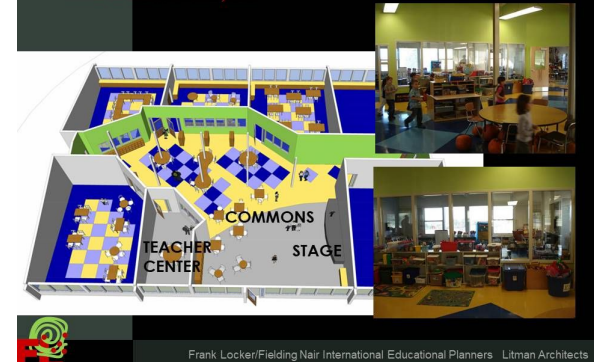 COMMONS
TEACHER
CENTER
STAGE
Frank Locker/Fielding Nair International Educational Planners Litman Architects